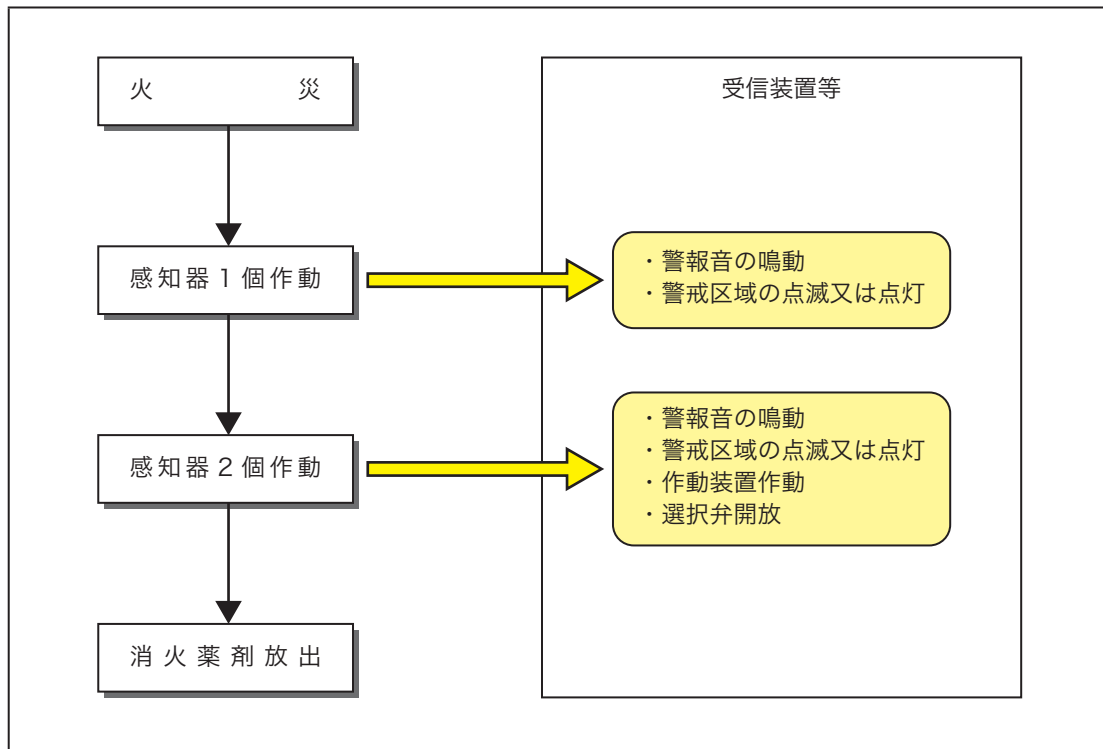 火災
受信装置等
感知器1個作動
・警報音の鳴動
・警戒区域の点滅又は点灯
感知器2個作動
・警報音の鳴動
・警戒区域の点滅又は点灯
・作動装置作動
・選択弁開放
消火薬剤放出